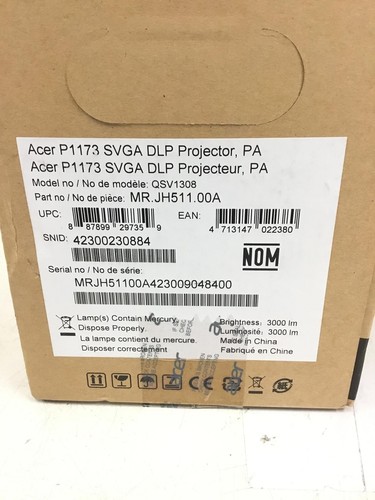 Acer P1173 SVGA DLP Projector, PA
Acer P1173 SVGA DLP Projecteur, PA
Model no / No de modèle: QSV1308
Part no / No de pièce: MR.JH511.00A
UPC: 8 87899 29735 9 EAN: 4 713147 022380
SNID: 42300230884
NOM
Serial no / No de série:
MRJH51100A423009048400
Lamp(s) Contain Mercury, Brightness: 3000 lm
Dispose Properly. Luminosité: 3000 lm
La lampe contient du mercure. Made in China
Disposer correctement Fabriqué en Chine
CE